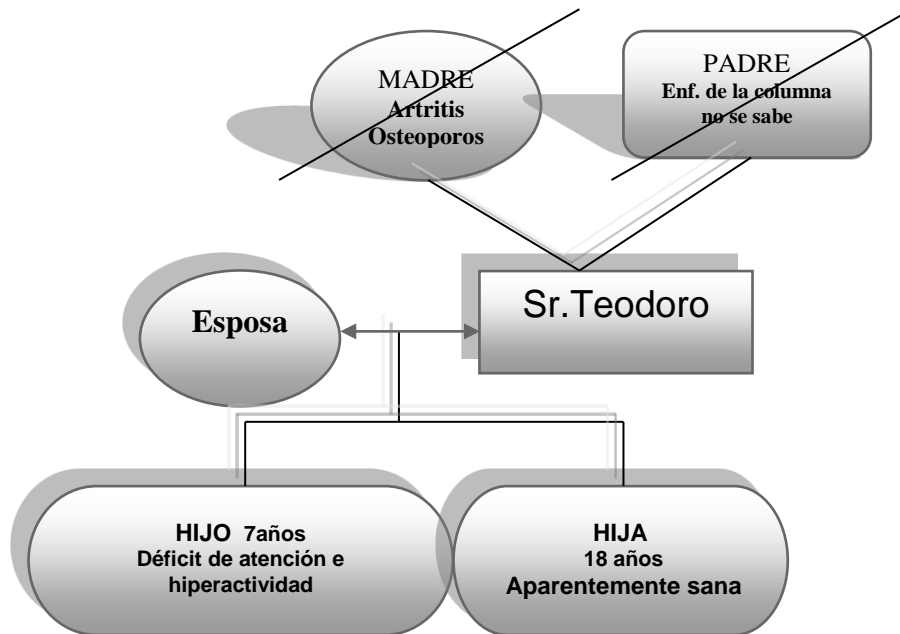 MADRE
Artritis
Osteoporos
PADRE
Enf. de la columna
no se sabe
Esposa
Sr.Teodoro
HIJO 7años
Déficit de atención e
hiperactividad
HIJA
18 años
Aparentemente sana